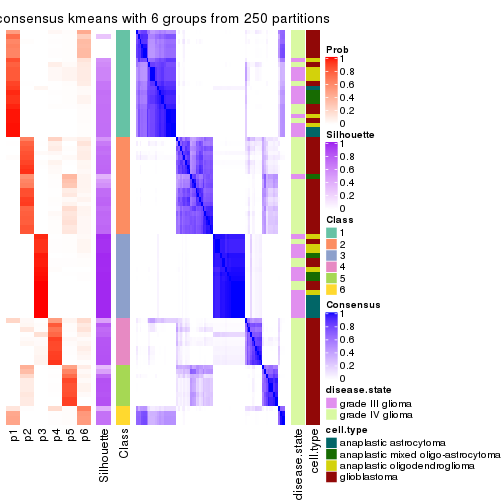 consensus kmeans with 6 groups from 250 partitions
Prob
1
0.8
0.6
0.4
0.2
0
Silhouette
1
0.8
0.6
0.4
0.2
0
Class
1
2
3
4
5
6
Consensus
1
0.8
0.6
0.4
0.2
0
disease.state
grade III glioma
grade IV glioma
cell.type
anaplastic astrocytoma
anaplastic mixed oligo-astrocytoma
anaplastic oligodendroglioma
glioblastoma
p1
p2
p3
p4
p5
p6
Silhouette
Class
disease.state
cell.type